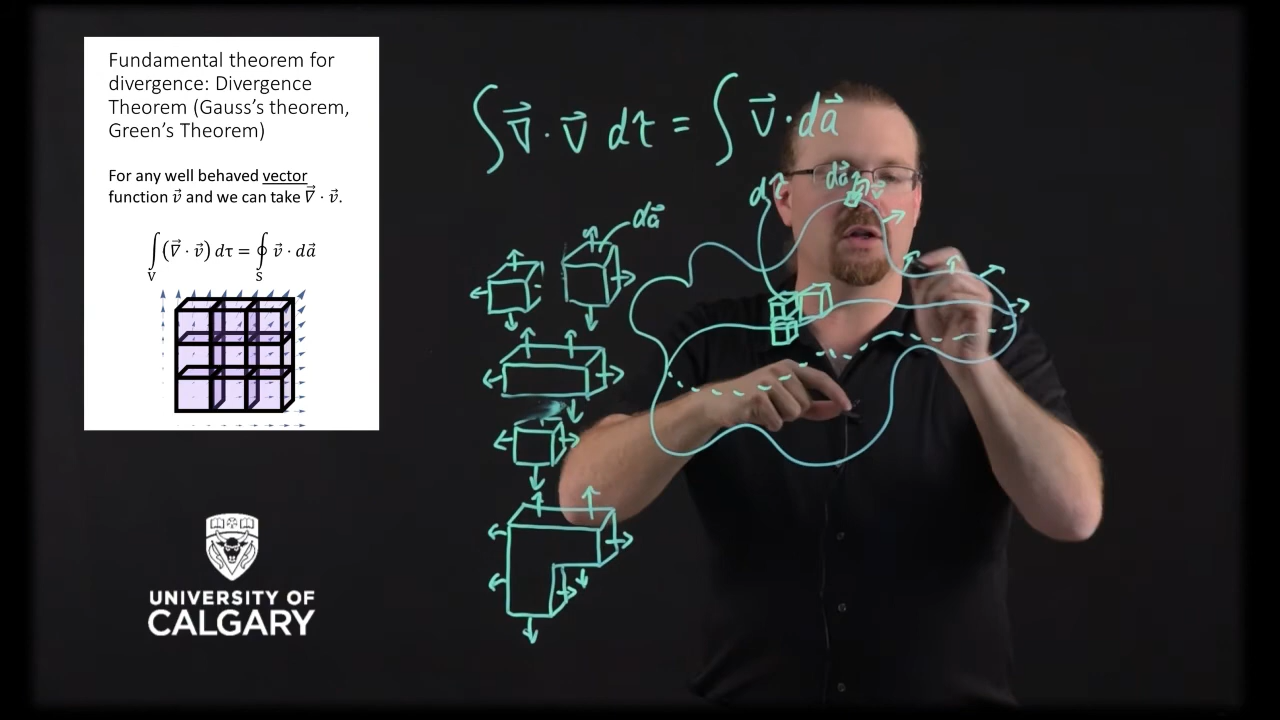 Fundamental theorem for
divergence: Divergence
Theorem (Gauss's theorem,
Green's Theorem)
For any well behaved vector
function v⃗ and we can take ∇⃗ · v⃗.
∫(∇⃗ · v⃗) dτ = ∮ v⃗ · da⃗
V S
UNIVERSITY OF
CALGARY
∫ ∇⃗ · v⃗ dτ = ∫ v⃗ · da⃗
dτ da⃗ v⃗
da⃗